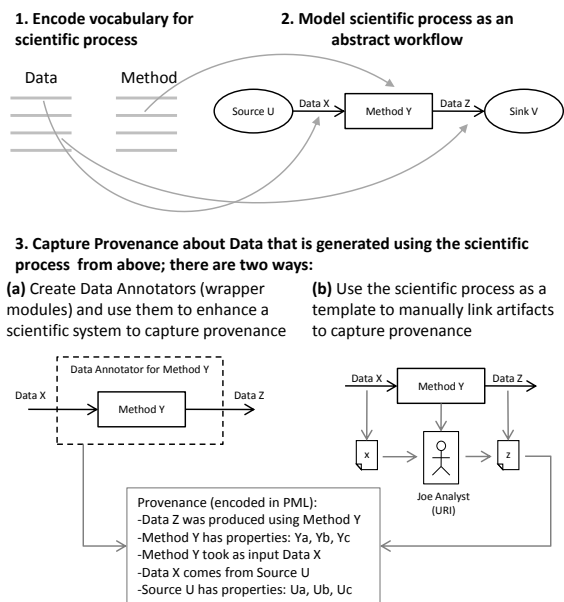 1. Encode vocabulary for
scientific process
2. Model scientific process as an
abstract workflow
Data
Method
Source U
Data X
Method Y
Data Z
Sink V
3. Capture Provenance about Data that is generated using the scientific
process from above; there are two ways:
(a) Create Data Annotators (wrapper
modules) and use them to enhance a
scientific system to capture provenance
(b) Use the scientific process as a
template to manually link artifacts
to capture provenance
Data Annotator for Method Y
Data X
Method Y
Data Z
Data X
Method Y
Data Z
x
z
Joe Analyst
(URI)
Provenance (encoded in PML):
-Data Z was produced using Method Y
-Method Y has properties: Ya, Yb, Yc
-Method Y took as input Data X
-Data X comes from Source U
-Source U has properties: Ua, Ub, Uc